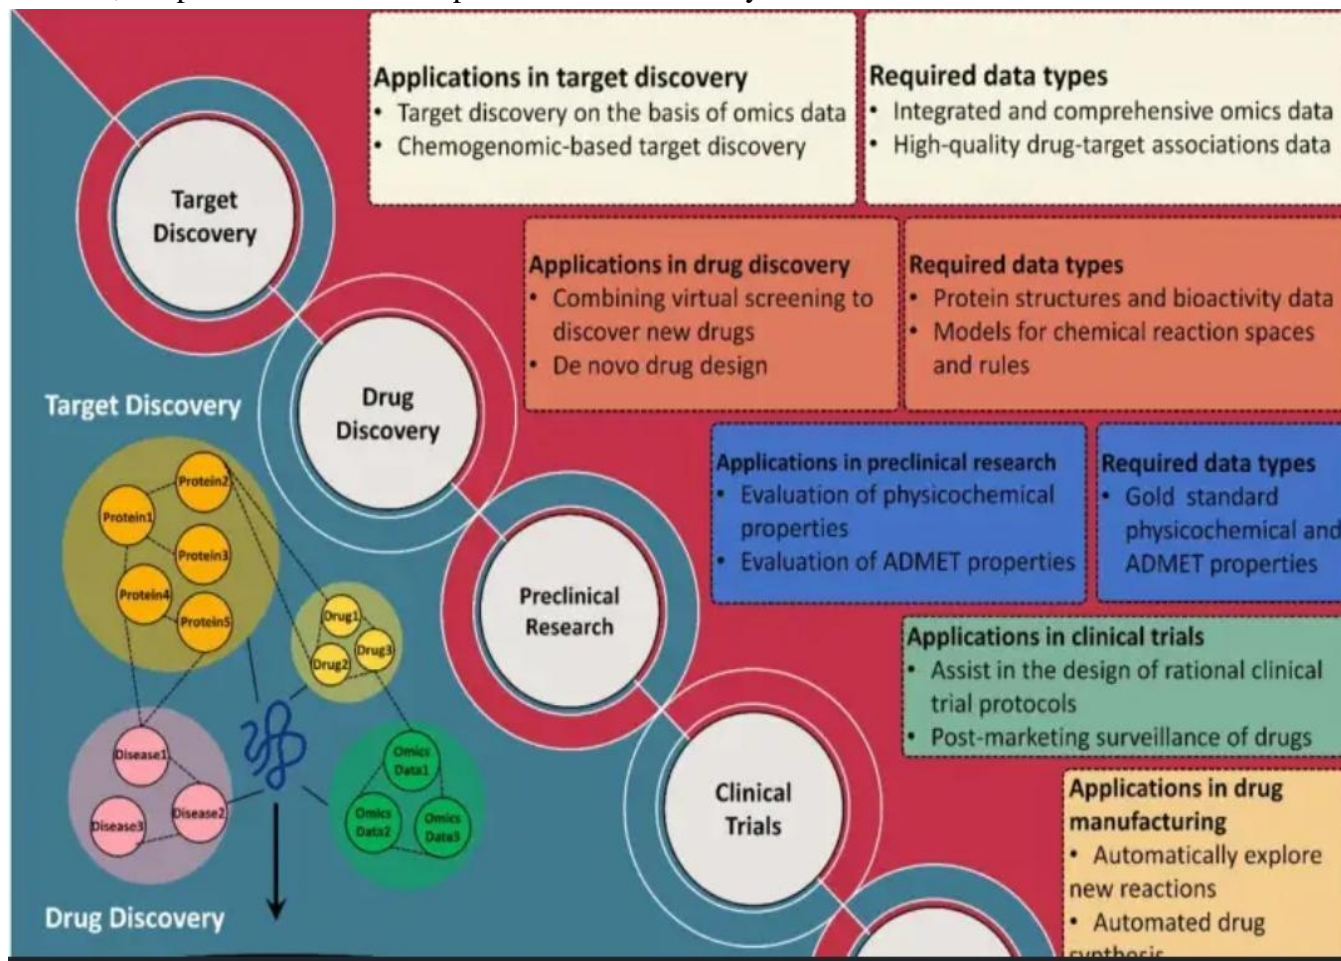 Applications in target discovery
• Target discovery on the basis of omics data
• Chemogenomic-based target discovery
Required data types
• Integrated and comprehensive omics data
• High-quality drug-target associations data
Target
Discovery
Applications in drug discovery
• Combining virtual screening to
discover new drugs
• De novo drug design
Required data types
• Protein structures and bioactivity data
• Models for chemical reaction spaces
and rules
Drug
Discovery
Applications in preclinical research
• Evaluation of physicochemical
properties
• Evaluation of ADMET properties
Required data types
• Gold standard
physicochemical and
ADMET properties
Preclinical
Research
Applications in clinical trials
• Assist in the design of rational clinical
trial protocols
• Post-marketing surveillance of drugs
Clinical
Trials
Applications in drug
manufacturing
• Automatically explore
new reactions
• Automated drug
synthesis
Target Discovery
Protein2
Protein1
Protein3
Protein4
Protein5
Drug1
Drug2
Drug3
Disease1
Disease2
Disease3
Omics
Data1
Omics
Data2
Omics
Data3
Drug Discovery